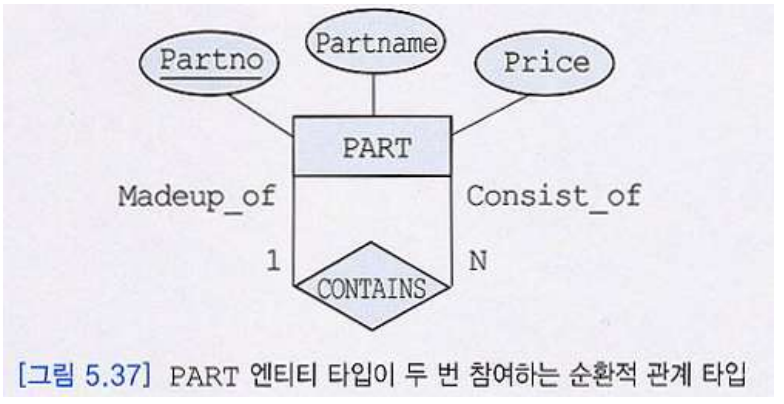 Partno
Partname
Price
PART
Madeup_of
Consist_of
1
N
CONTAINS
[그림 5.37] PART 엔티티 타입이 두 번 참여하는 순환적 관계 타입